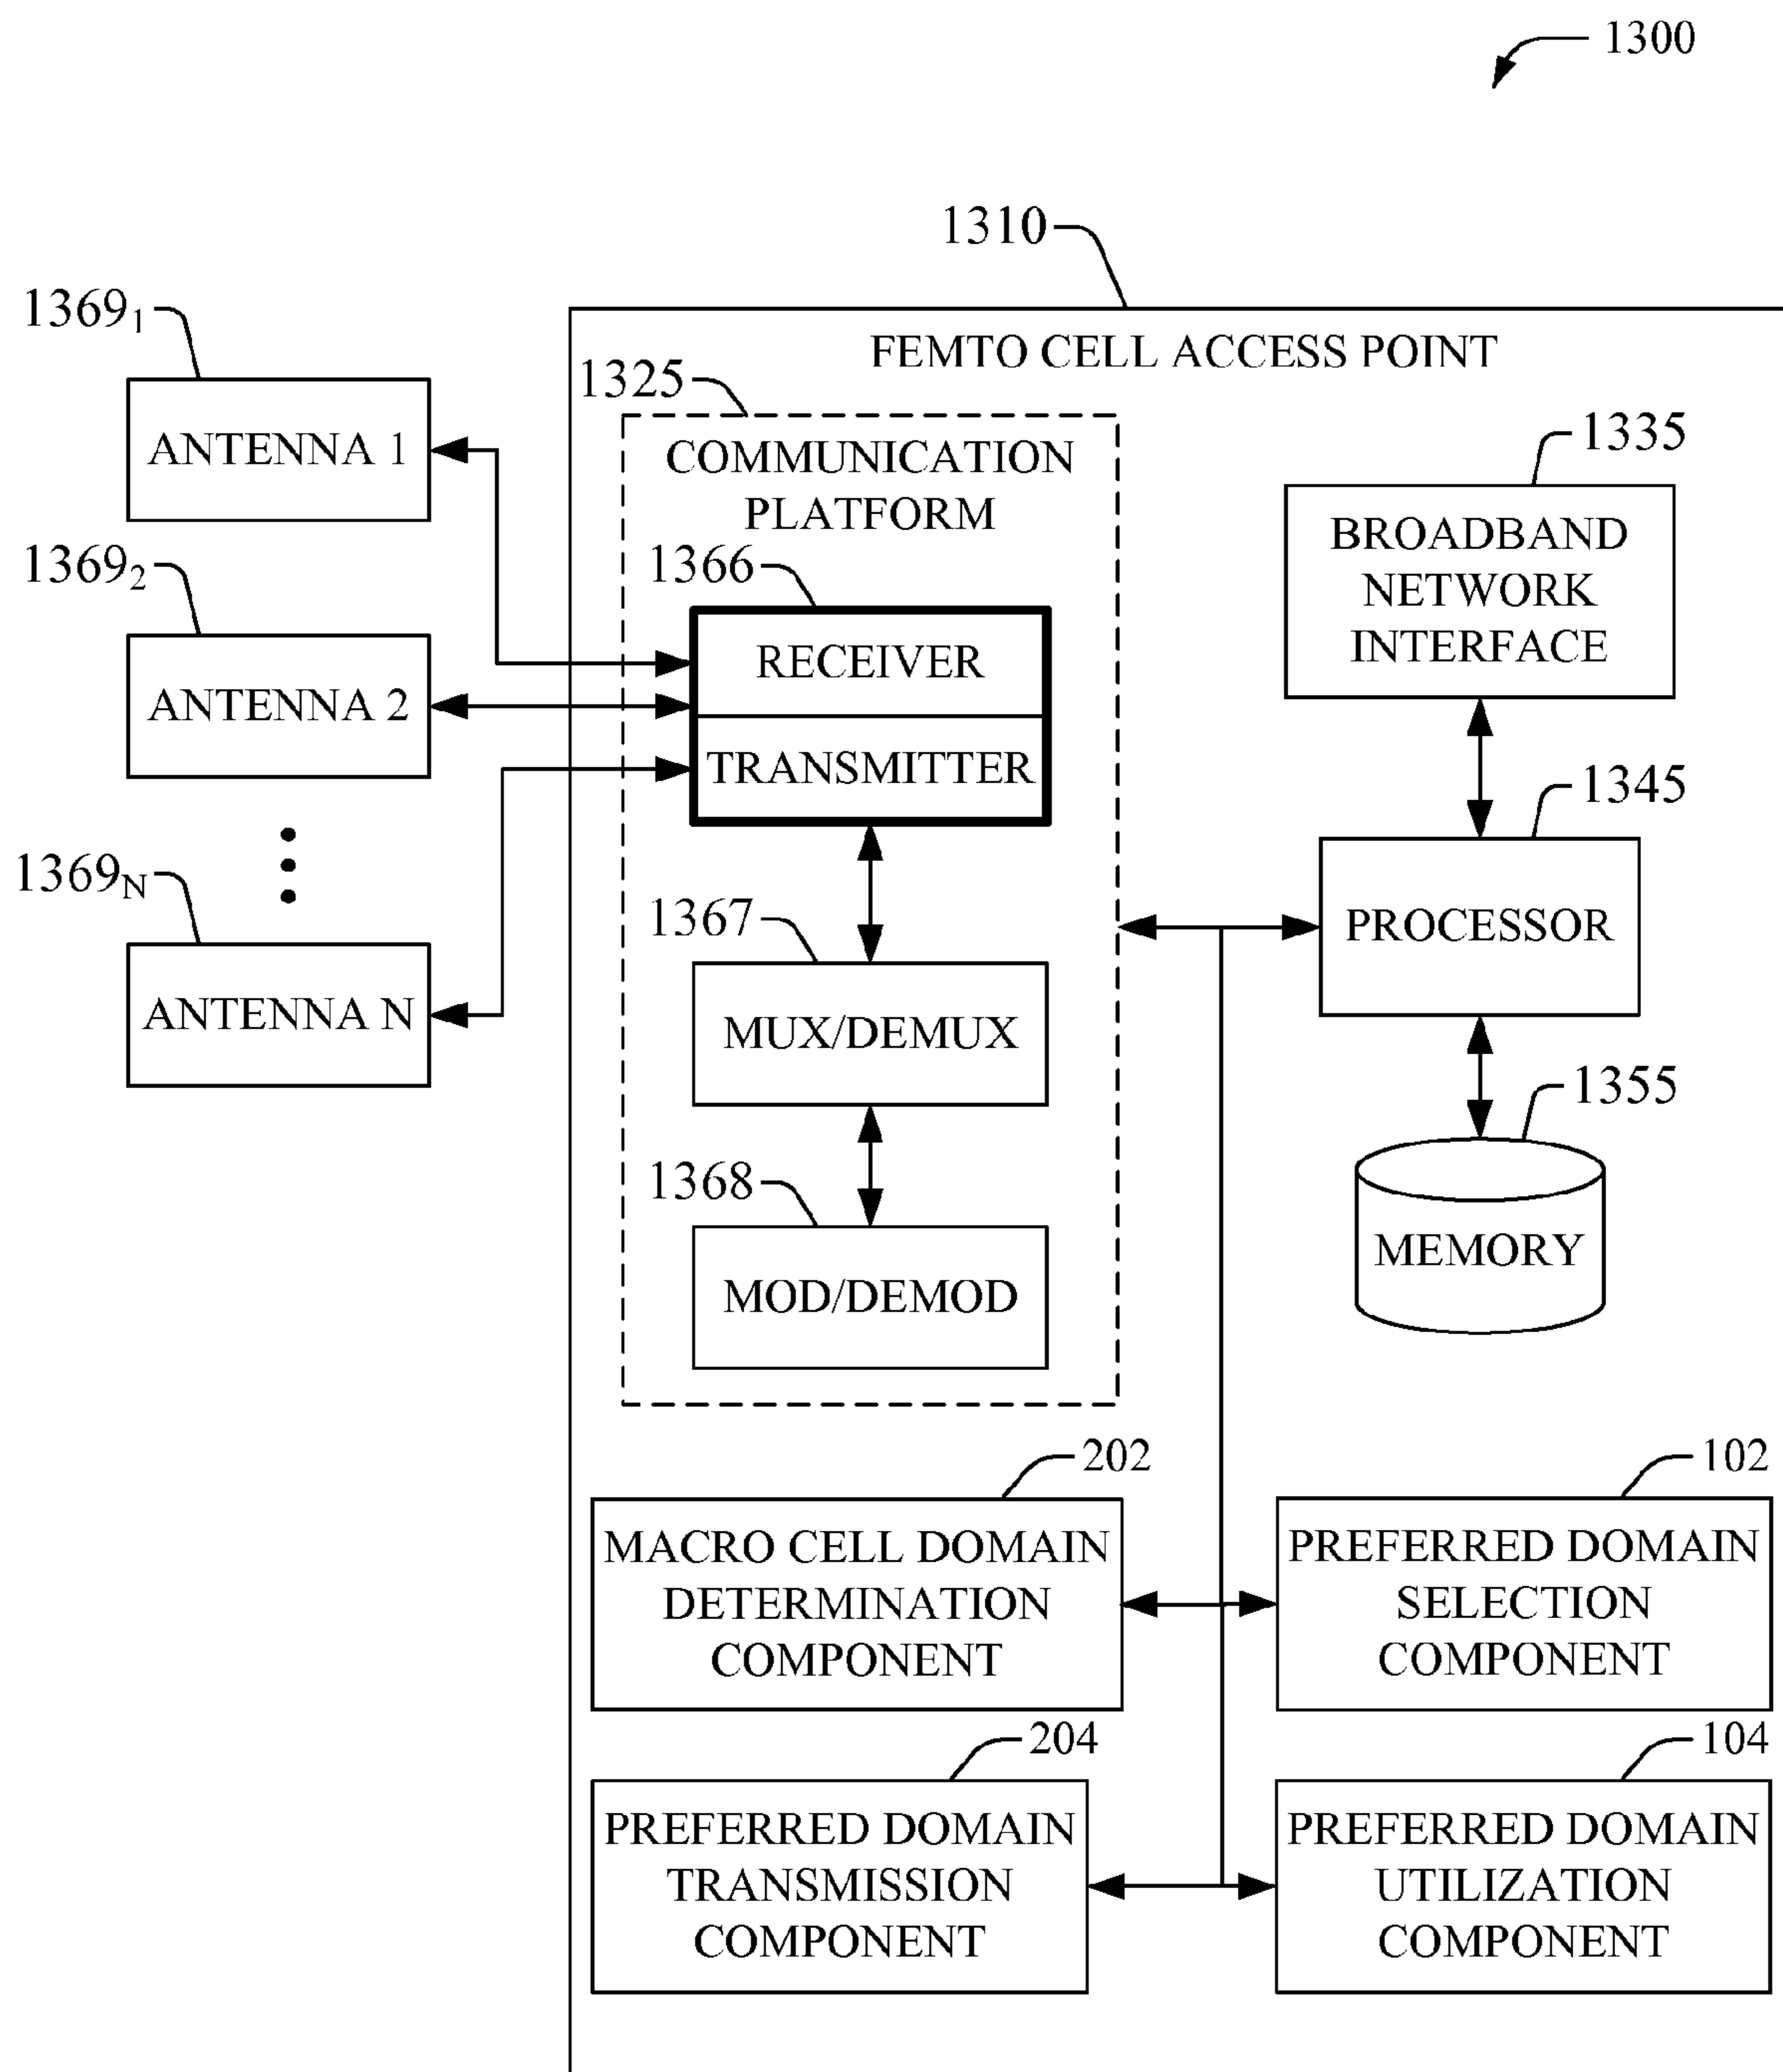 1300
1310
FEMTO CELL ACCESS POINT
1369₁
ANTENNA 1
1369₂
ANTENNA 2
1369N
ANTENNA N
1325
COMMUNICATION
PLATFORM
1366
RECEIVER
TRANSMITTER
1367
MUX/DEMUX
1368
MOD/DEMOD
1335
BROADBAND
NETWORK
INTERFACE
1345
PROCESSOR
1355
MEMORY
202
MACRO CELL DOMAIN
DETERMINATION
COMPONENT
102
PREFERRED DOMAIN
SELECTION
COMPONENT
204
PREFERRED DOMAIN
TRANSMISSION
COMPONENT
104
PREFERRED DOMAIN
UTILIZATION
COMPONENT